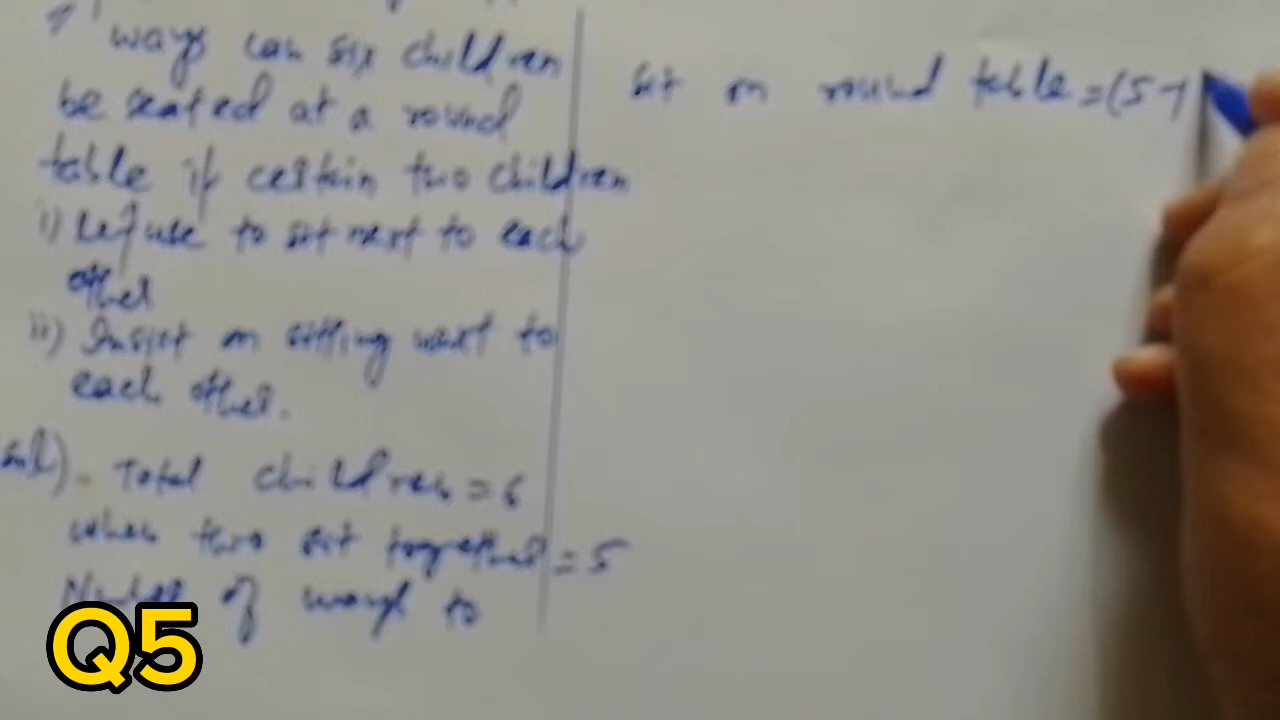 ways can six children
be seated at a round
table if certain two children
i) Refuse to sit next to each
other
ii) Insist on sitting next to
each other.
Sol). Total children = 6
when two sit together = 5
Number of ways to
sit on round table = (5-1
Q5